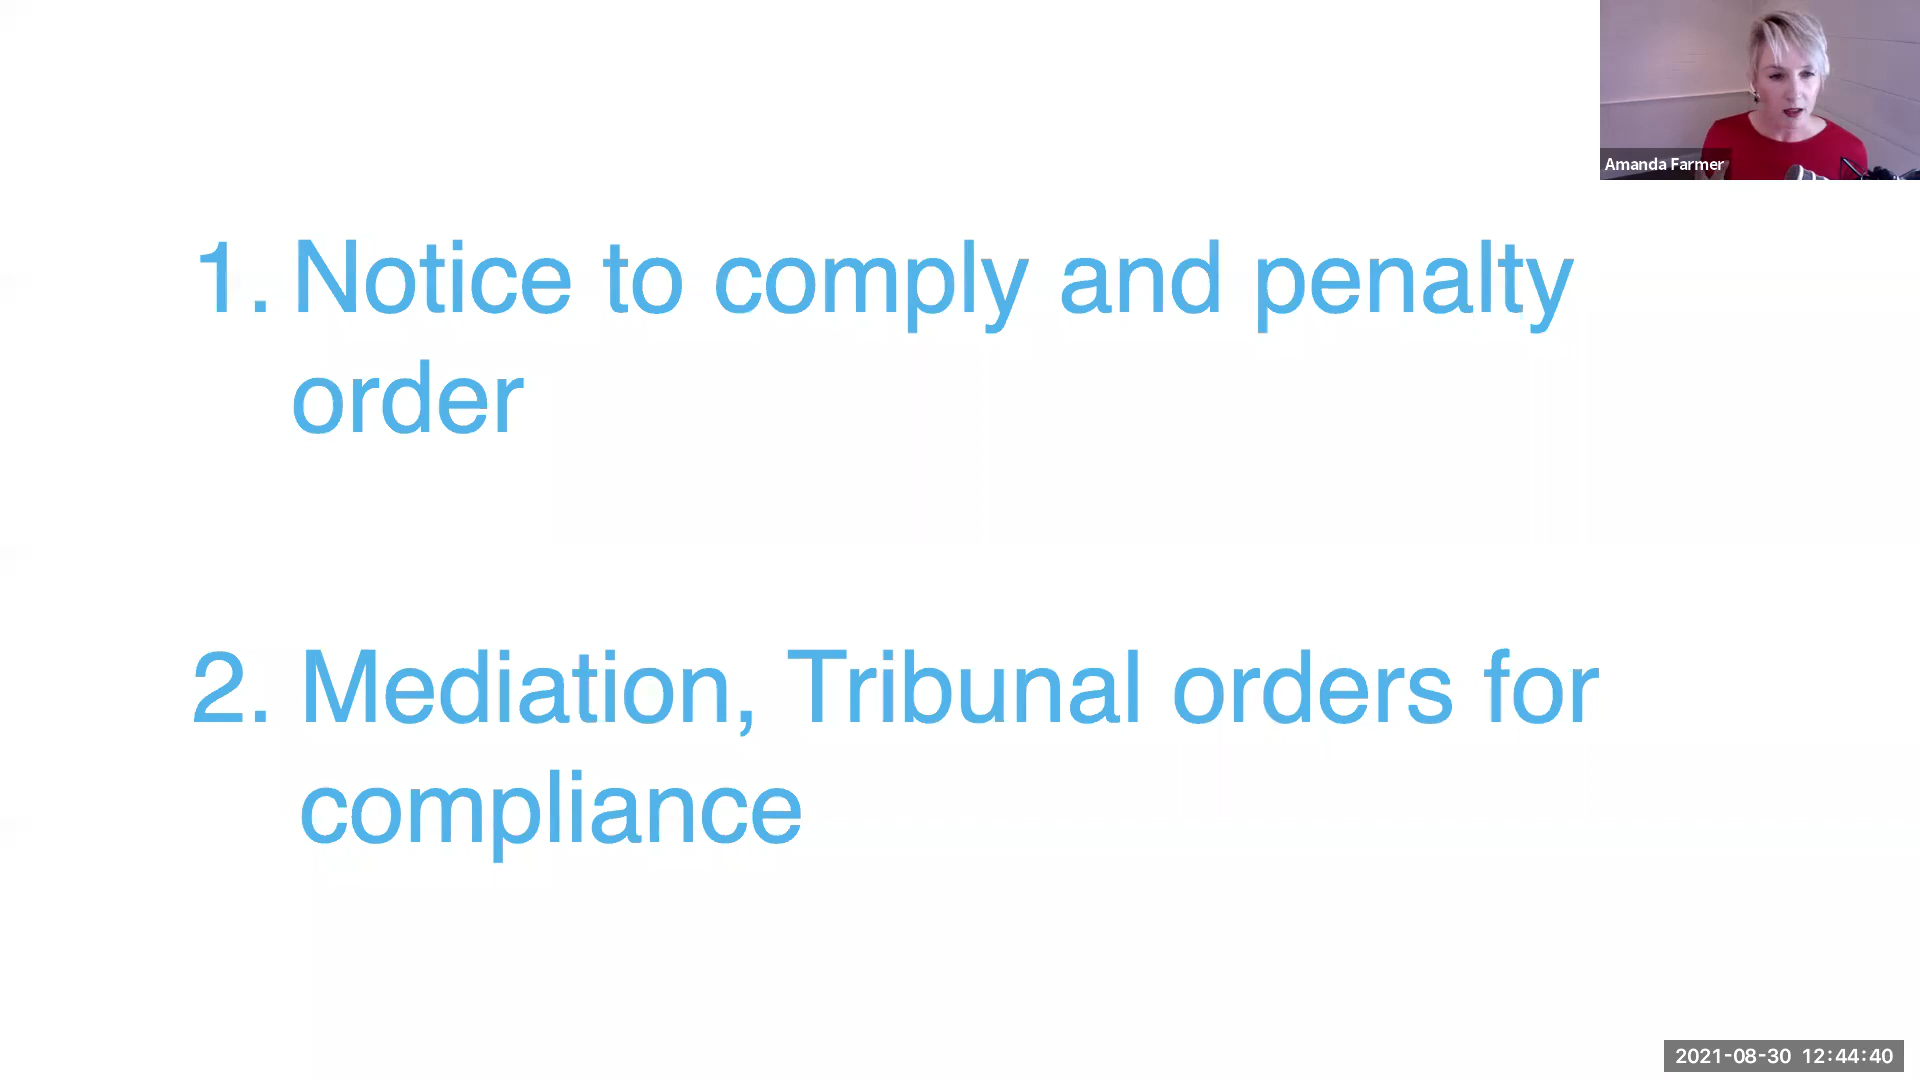 Amanda Farmer
1. Notice to comply and penalty
order
2. Mediation, Tribunal orders for
compliance
2021-08-30 12:44:40